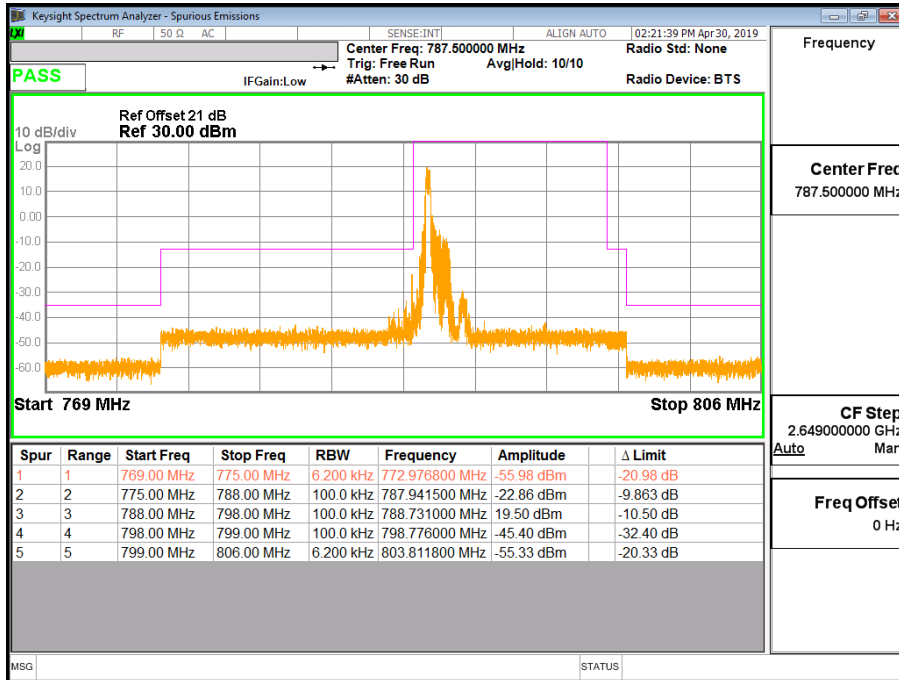 Keysight Spectrum Analyzer - Spurious Emissions
LXI RF 50 Ω AC SENSE:INT ALIGN AUTO 02:21:39 PM Apr 30, 2019
Center Freq: 787.500000 MHz Radio Std: None
Trig: Free Run Avg|Hold: 10/10
PASS IFGain:Low #Atten: 30 dB Radio Device: BTS
Ref Offset 21 dB
10 dB/div Ref 30.00 dBm
Log
20.0
10.0
0.00
-10.0
-20.0
-30.0
-40.0
-50.0
-60.0
Start 769 MHz Stop 806 MHz
Spur Range Start Freq Stop Freq RBW Frequency Amplitude Δ Limit
1 1 769.00 MHz 775.00 MHz 6.200 kHz 772.976800 MHz -55.98 dBm -20.98 dB
2 2 775.00 MHz 788.00 MHz 100.0 kHz 787.941500 MHz -22.86 dBm -9.863 dB
3 3 788.00 MHz 798.00 MHz 100.0 kHz 788.731000 MHz 19.50 dBm -10.50 dB
4 4 798.00 MHz 799.00 MHz 100.0 kHz 798.776000 MHz -45.40 dBm -32.40 dB
5 5 799.00 MHz 806.00 MHz 6.200 kHz 803.811800 MHz -55.33 dBm -20.33 dB
MSG STATUS
Frequency
Center Freq
787.500000 MHz
CF Step
2.649000000 GHz
Auto Man
Freq Offset
0 Hz